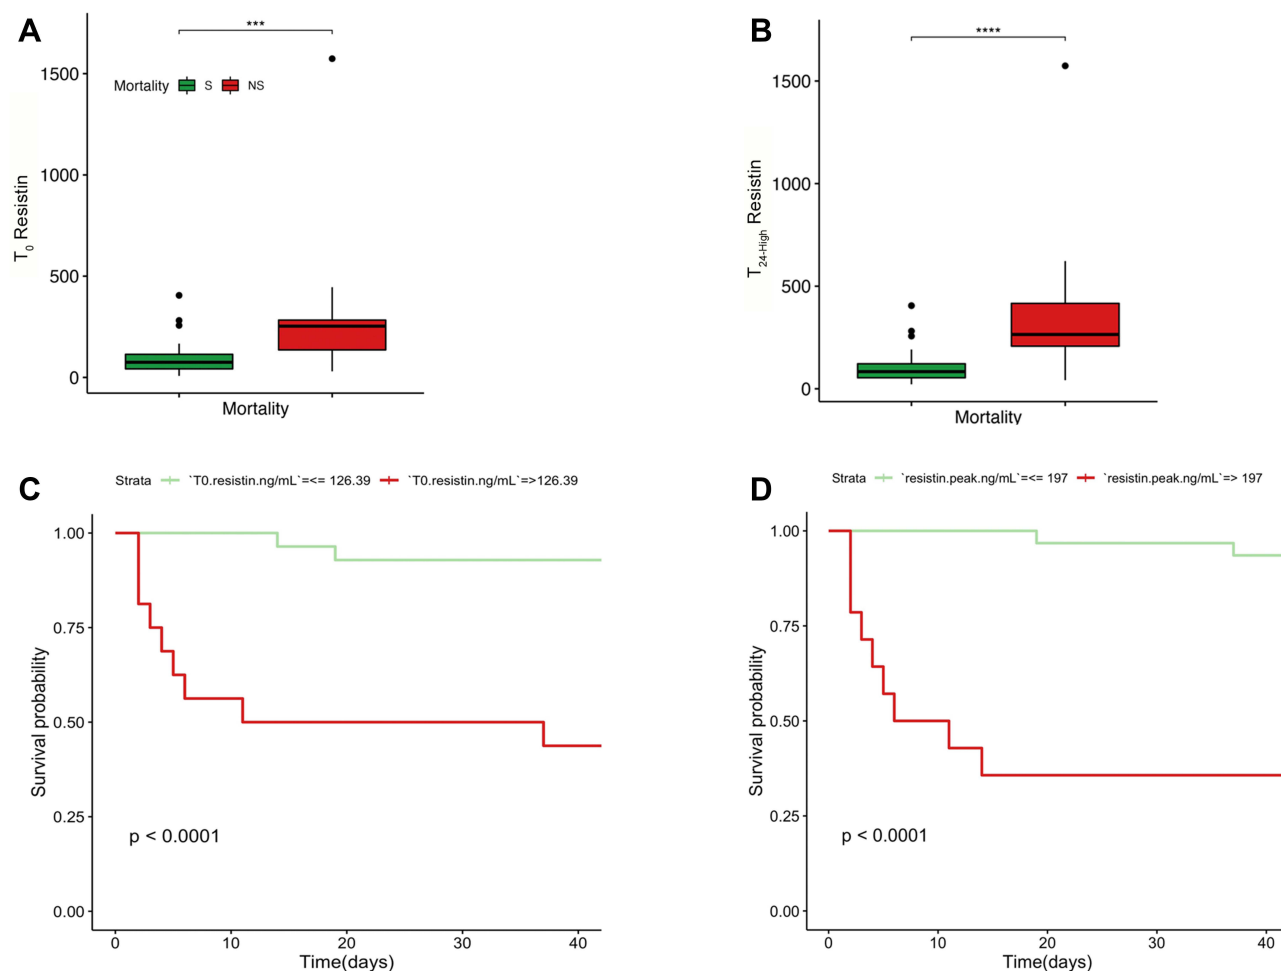 A
***
1500
Mortality S NS
1000
T0 Resistin
500
0
Mortality
B
****
1500
1000
T24-High Resistin
500
0
Mortality
C
Strata `T0.resistin.ng/mL`=<= 126.39 `T0.resistin.ng/mL`=>126.39
1.00
0.75
Survival probability
0.50
0.25
p < 0.0001
0.00
0 10 20 30 40
Time(days)
D
Strata `resistin.peak.ng/mL`=<= 197 `resistin.peak.ng/mL`=> 197
1.00
0.75
Survival probability
0.50
0.25
p < 0.0001
0.00
0 10 20 30 40
Time(days)